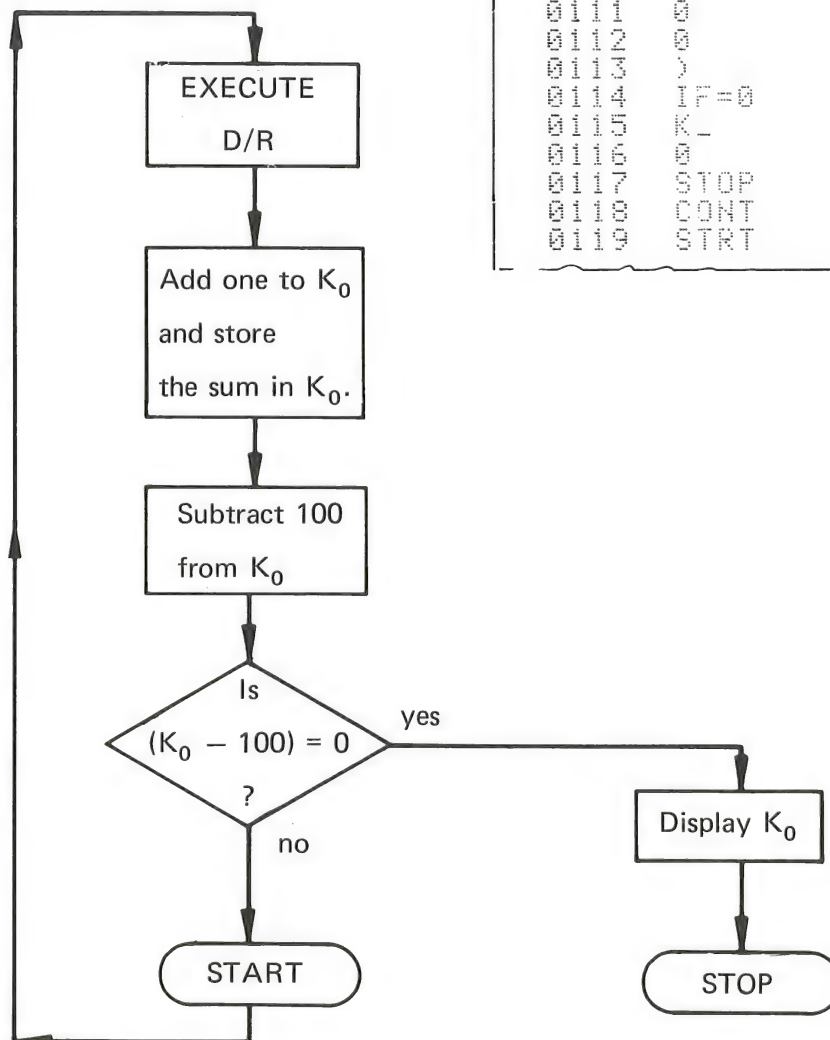 0111 0
0112 0
0113 )
0114 IF=0
0115 K_
0116 0
0117 STOP
0118 CONT
0119 STRT
EXECUTE
D/R
Add one to K₀
and store
the sum in K₀.
Subtract 100
from K₀
Is
(K₀ − 100) = 0
?
yes
no
Display K₀
START
STOP